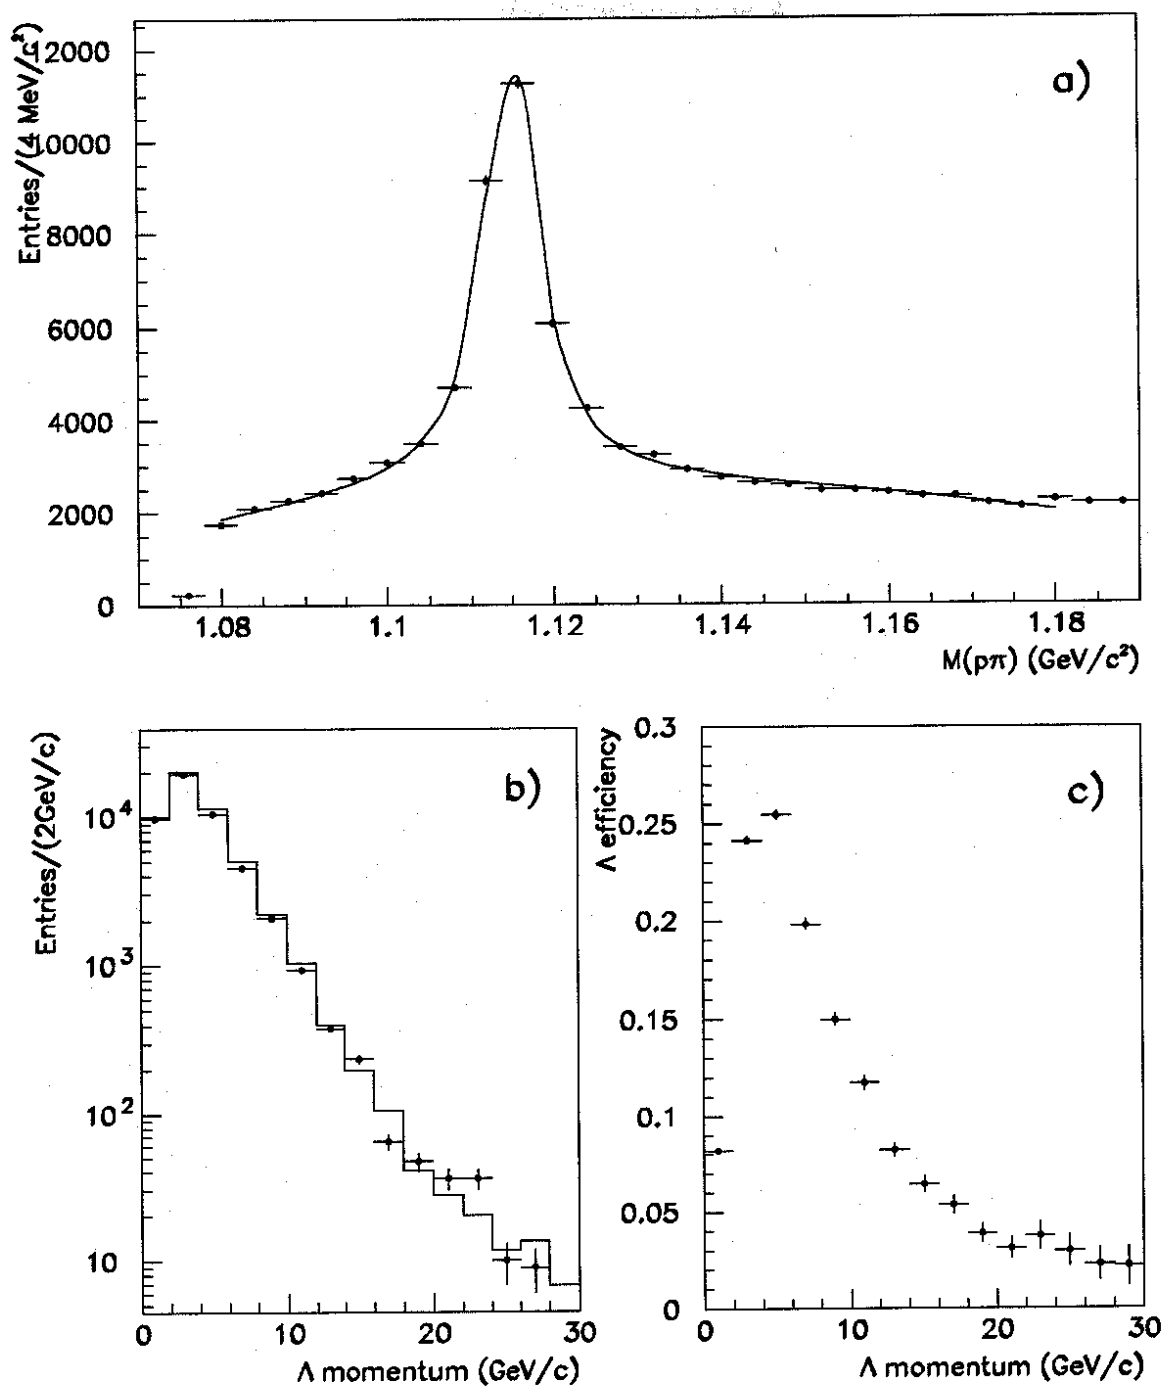 a)
Entries/(4 MeV/c²)
12000
10000
8000
6000
4000
2000
0
1.08 1.1 1.12 1.14 1.16 1.18
M(pπ) (GeV/c²)
b)
Entries/(2GeV/c)
10⁴
10³
10²
10
0 10 20 30
Λ momentum (GeV/c)
c)
Λ efficiency
0.3
0.25
0.2
0.15
0.1
0.05
0
0 10 20 30
Λ momentum (GeV/c)